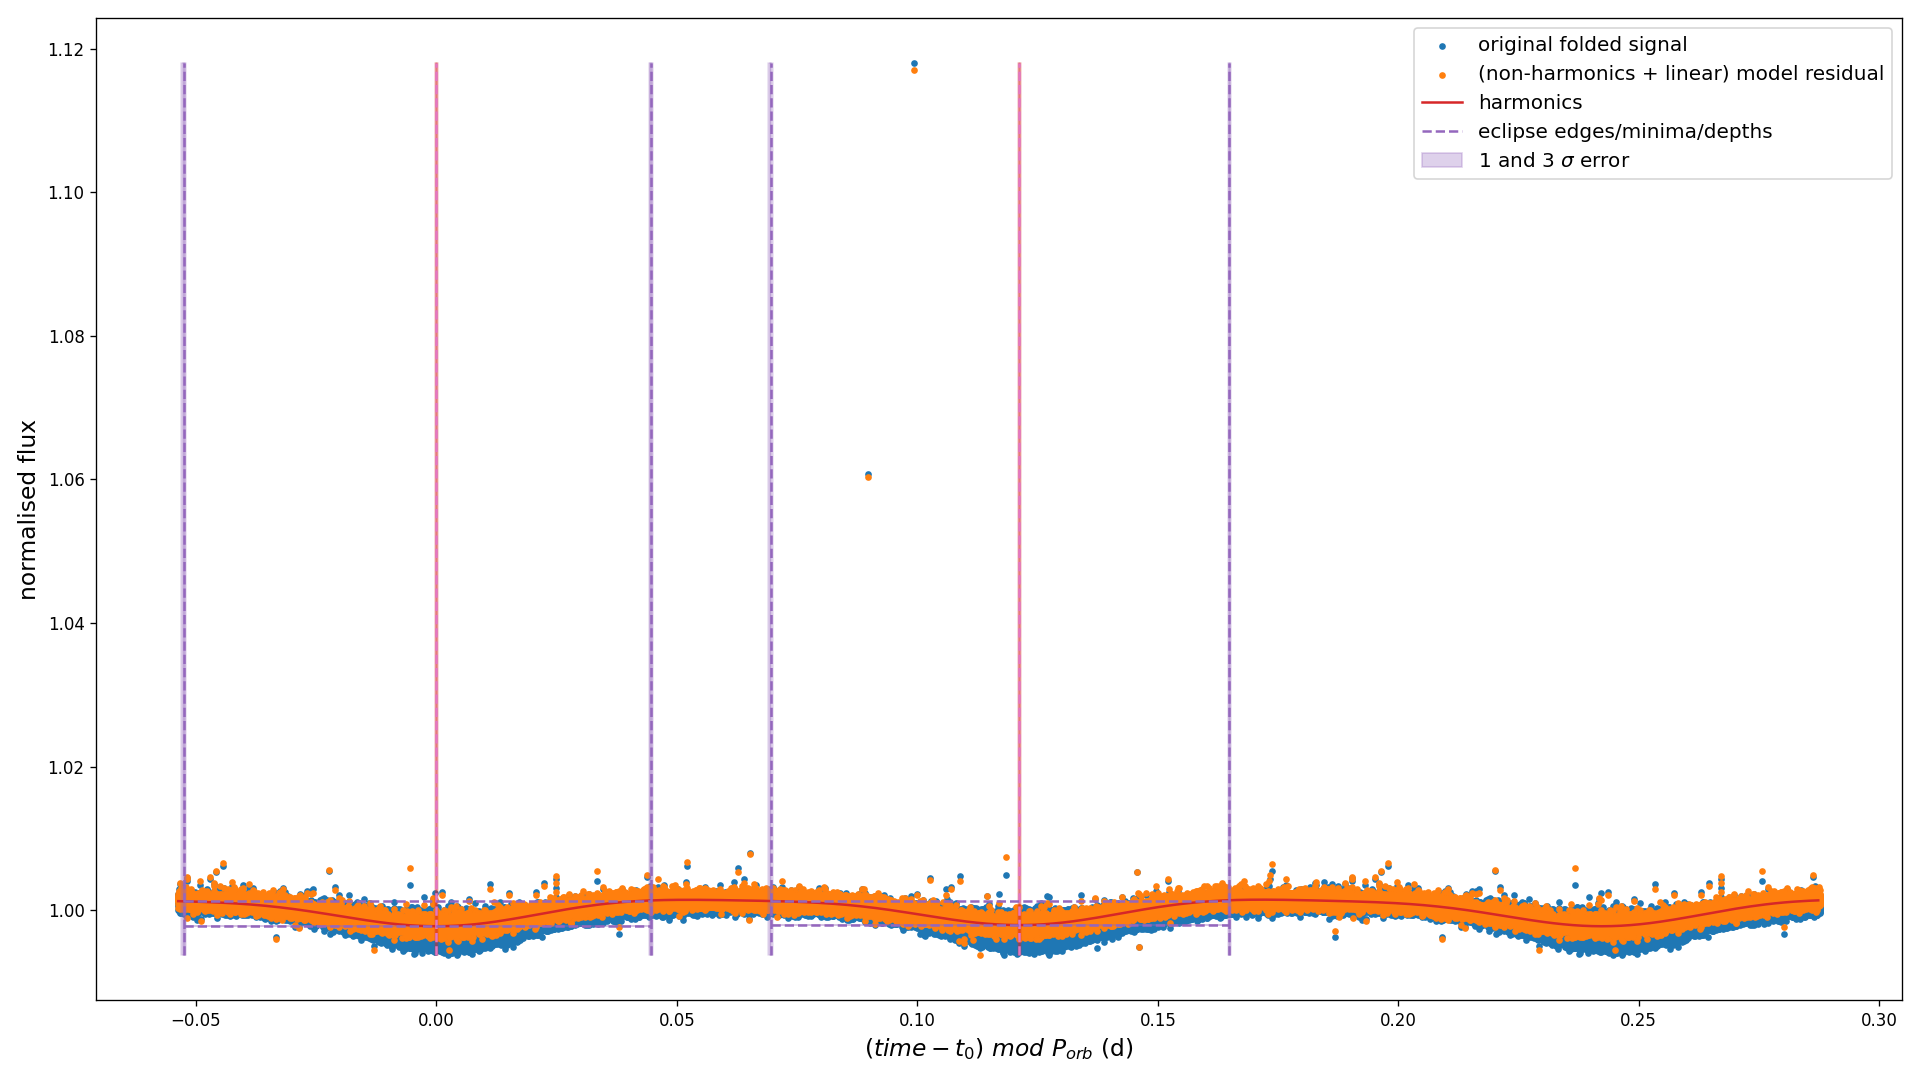 1.12
1.10
1.08
1.06
1.04
1.02
1.00
normalised flux
original folded signal
(non-harmonics + linear) model residual
harmonics
eclipse edges/minima/depths
1 and 3 σ error
−0.05 0.00 0.05 0.10 0.15 0.20 0.25 0.30
(time − t₀) mod Pₒᵣb (d)